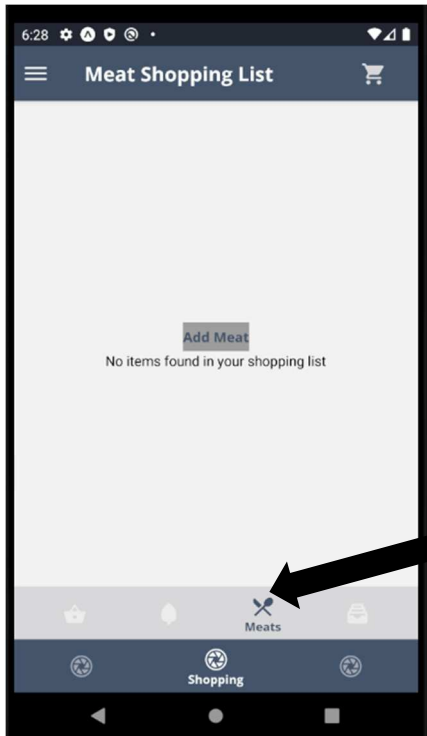 6:28
Meat Shopping List
Add Meat
No items found in your shopping list
Meats
Shopping